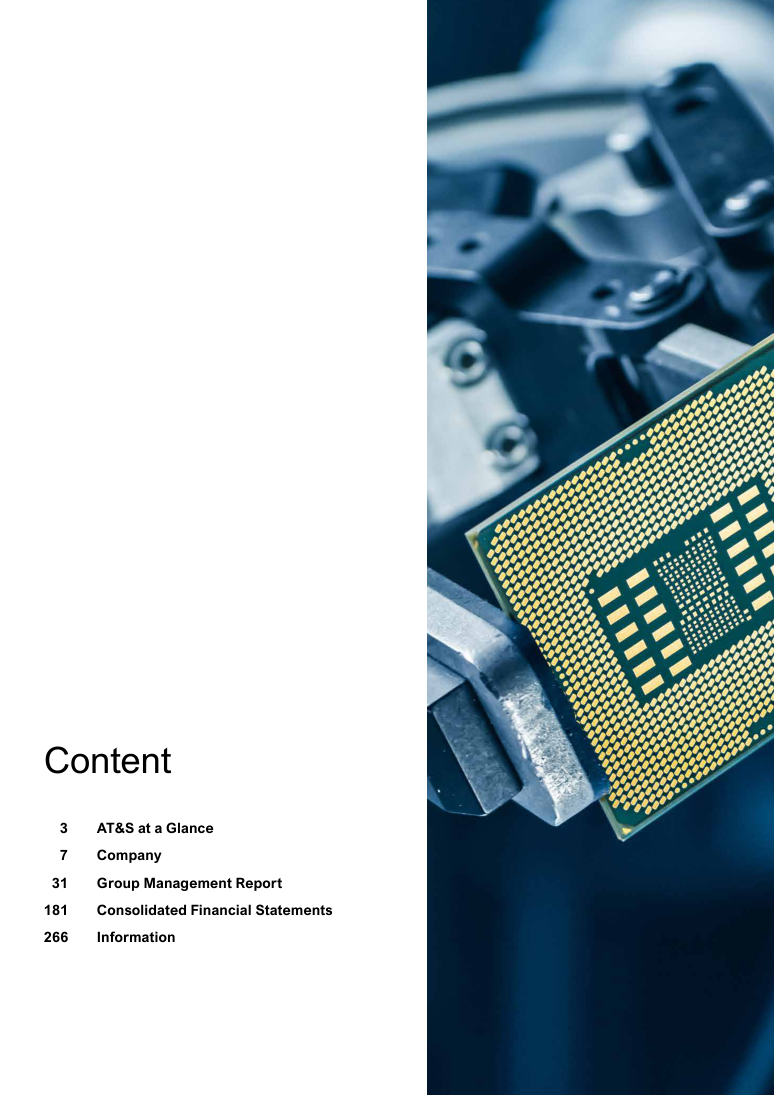 Content
3 AT&S at a Glance
7 Company
31 Group Management Report
181 Consolidated Financial Statements
266 Information